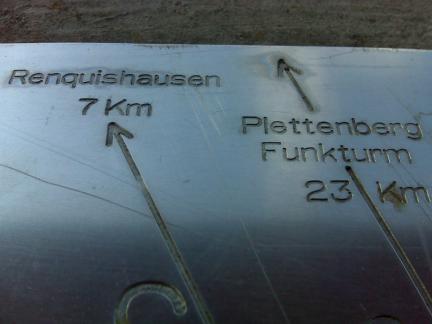 Renquishausen
7 Km
Plettenberg
Funkturm
23 Km